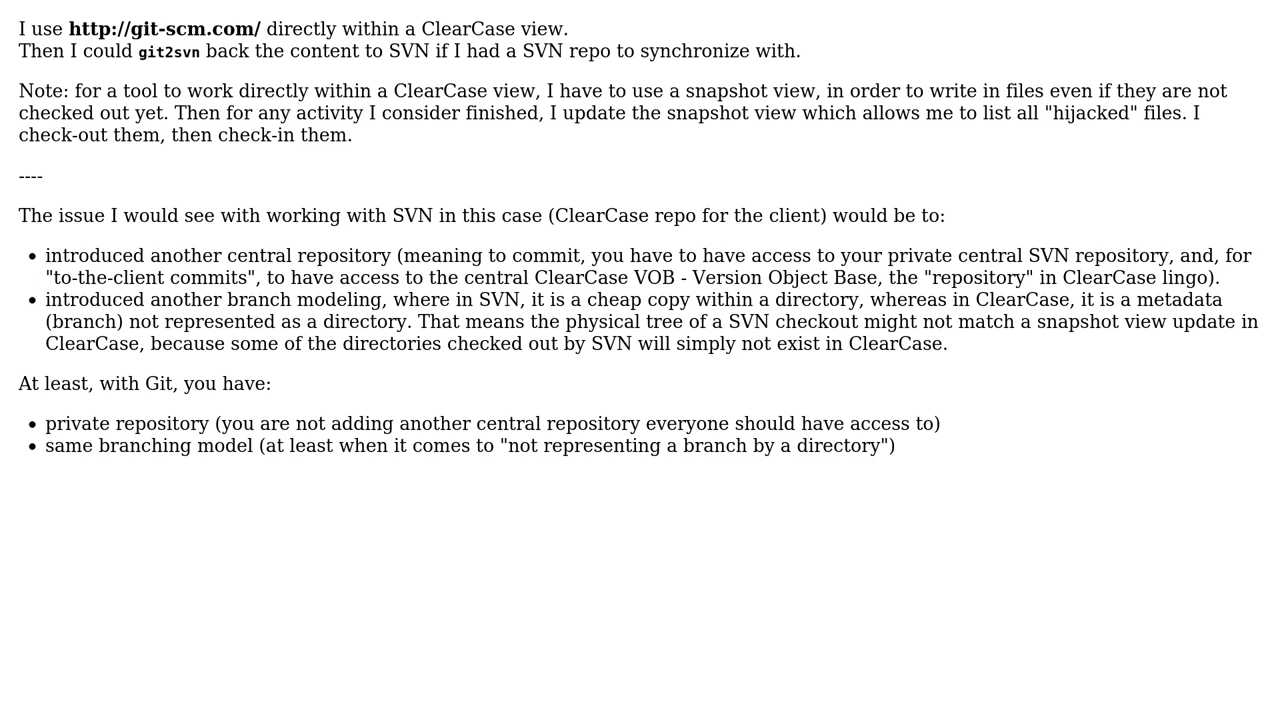 I use http://git-scm.com/ directly within a ClearCase view.
Then I could git2svn back the content to SVN if I had a SVN repo to synchronize with.
Note: for a tool to work directly within a ClearCase view, I have to use a snapshot view, in order to write in files even if they are not
checked out yet. Then for any activity I consider finished, I update the snapshot view which allows me to list all "hijacked" files. I
check-out them, then check-in them.
----
The issue I would see with working with SVN in this case (ClearCase repo for the client) would be to:
• introduced another central repository (meaning to commit, you have to have access to your private central SVN repository, and, for
"to-the-client commits", to have access to the central ClearCase VOB - Version Object Base, the "repository" in ClearCase lingo).
• introduced another branch modeling, where in SVN, it is a cheap copy within a directory, whereas in ClearCase, it is a metadata
(branch) not represented as a directory. That means the physical tree of a SVN checkout might not match a snapshot view update in
ClearCase, because some of the directories checked out by SVN will simply not exist in ClearCase.
At least, with Git, you have:
• private repository (you are not adding another central repository everyone should have access to)
• same branching model (at least when it comes to "not representing a branch by a directory")